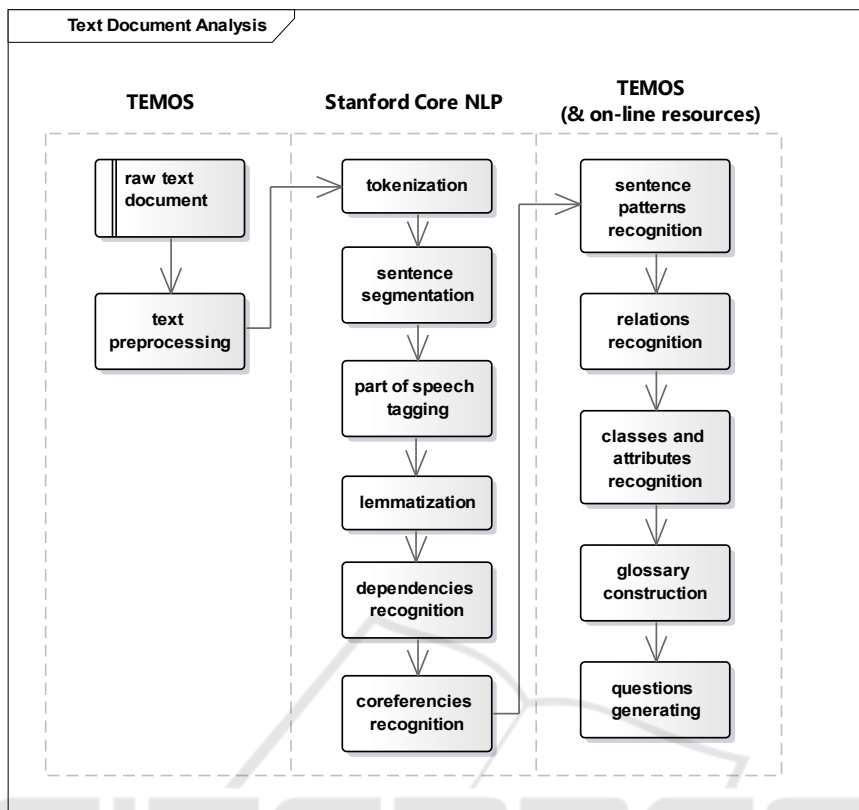 Text Document Analysis
TEMOS
raw text
document
text
preprocessing
Stanford Core NLP
tokenization
sentence
segmentation
part of speech
tagging
lemmatization
dependencies
recognition
coreferencies
recognition
TEMOS
(& on-line resources)
sentence
patterns
recognition
relations
recognition
classes and
attributes
recognition
glossary
construction
questions
generating